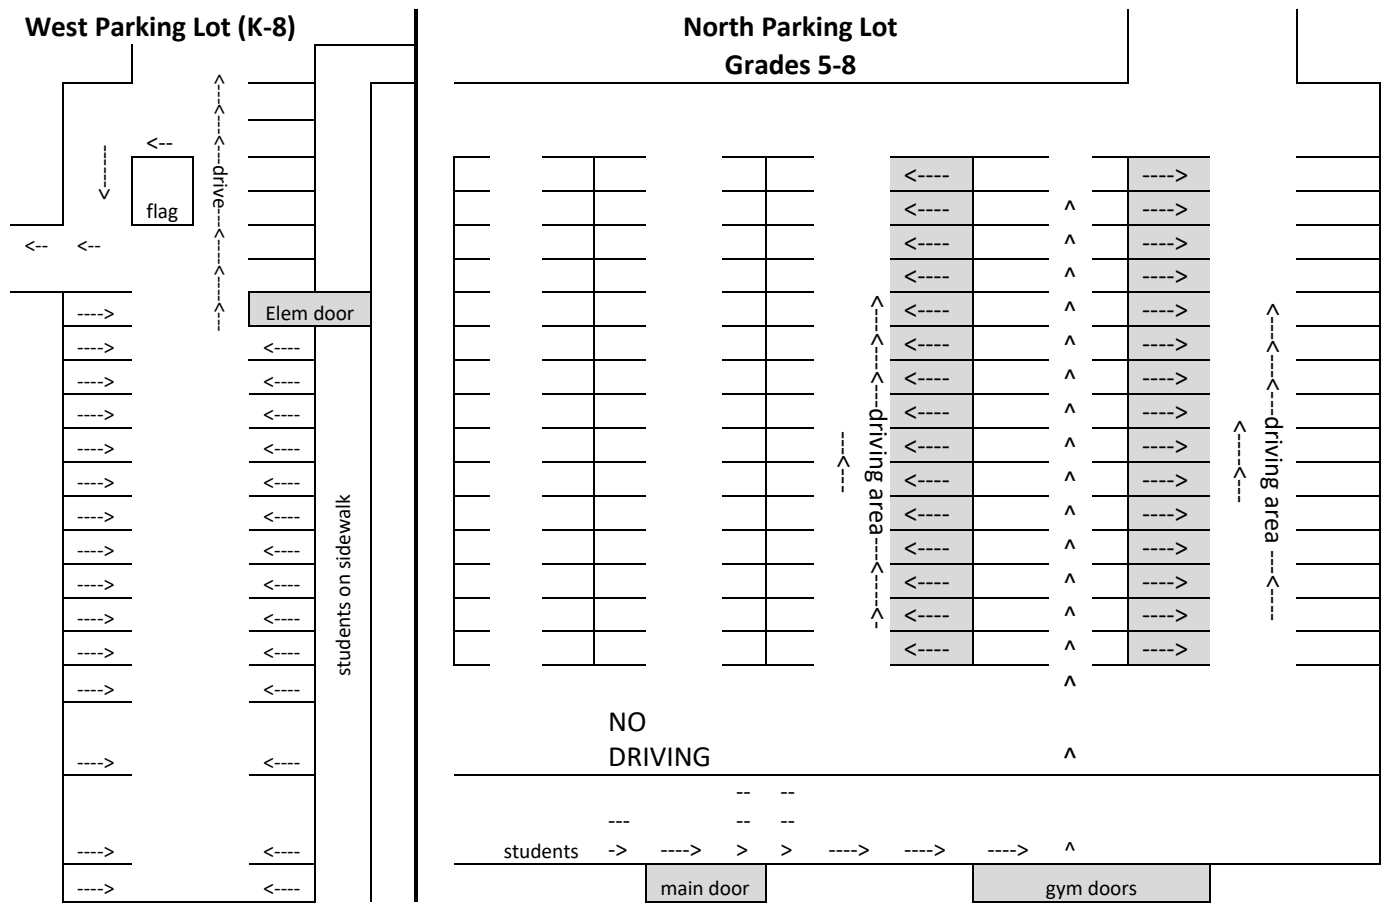 West Parking Lot (K-8)
North Parking Lot
Grades 5-8
<--
drive
flag
<-- <--
Elem door
students on sidewalk
driving area
driving area
NO
DRIVING
students -> ----> > > ----> ----> ----> ^
main door
gym doors